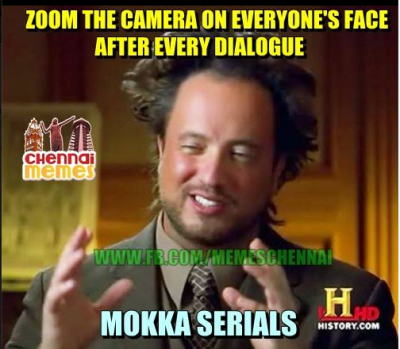 ZOOM THE CAMERA ON EVERYONE'S FACE
AFTER EVERY DIALOGUE
CHENNAI
MEMES
WWW.FB.COM/MEMESCHENNAI
MOKKA SERIALS
H HD
HISTORY.COM